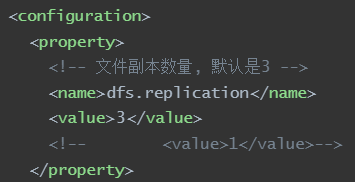 <configuration>
<property>
<!-- 文件副本数量, 默认是3 -->
<name>dfs.replication</name>
<value>3</value>
<!-- <value>1</value>-->
</property>